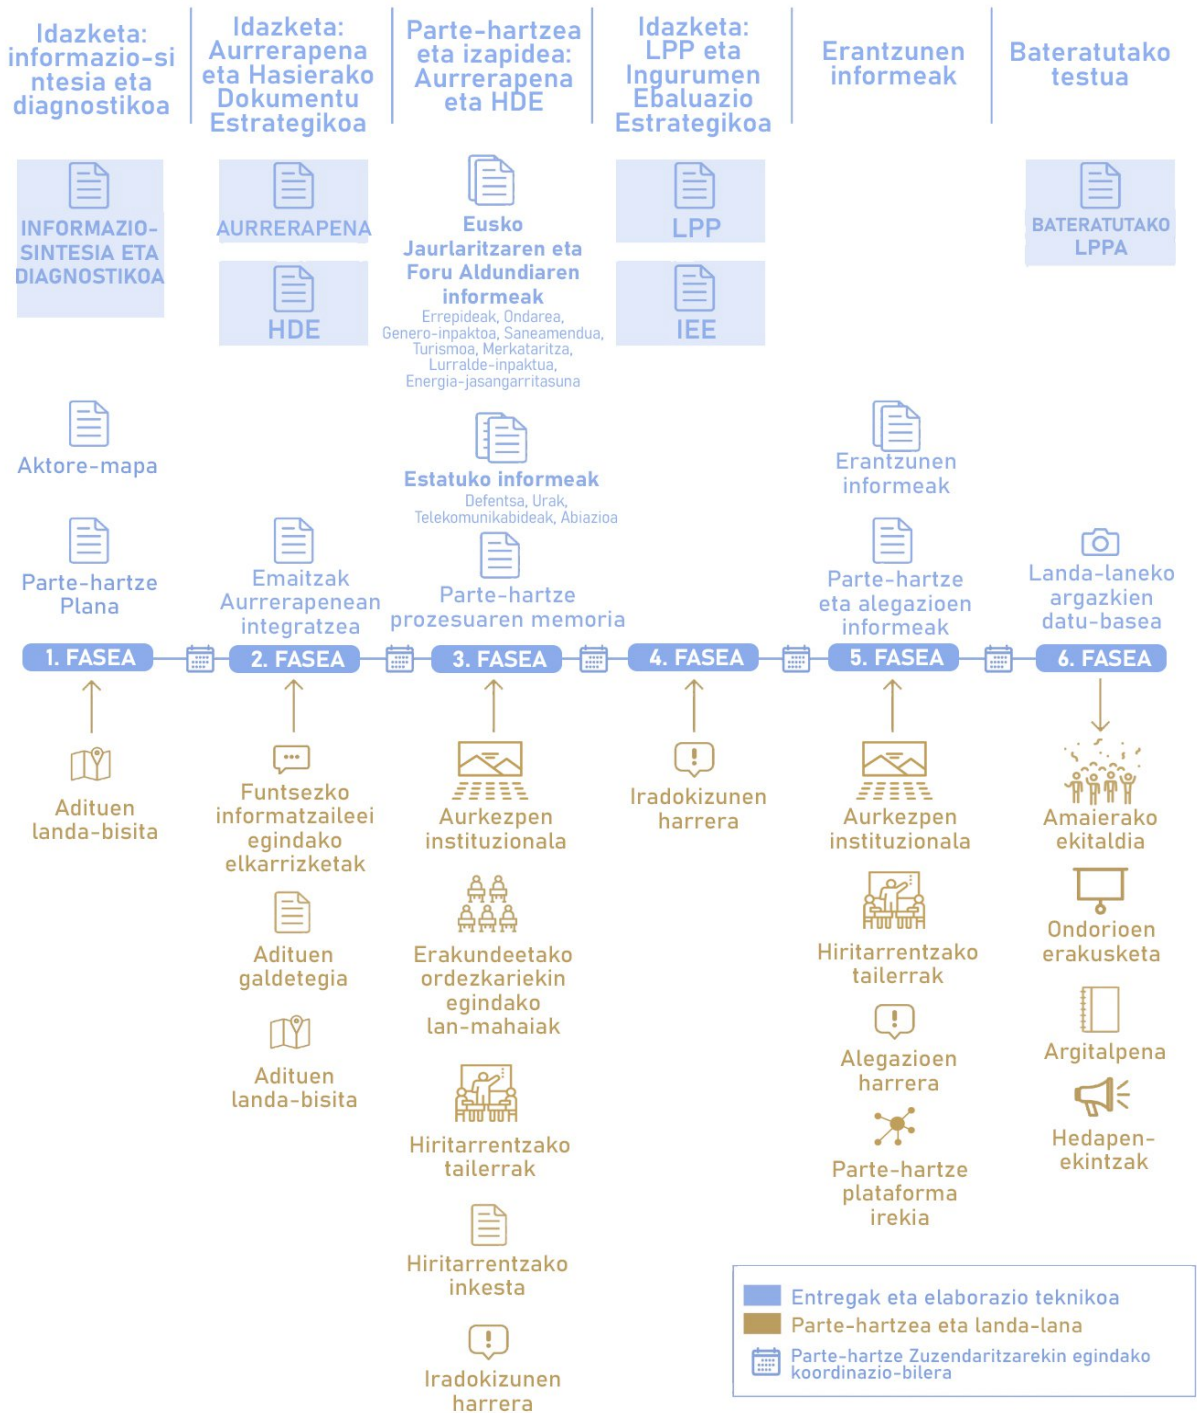 Idazketa:
informazio-si
ntesia eta
diagnostikoa
Idazketa:
Aurrerapena
eta Hasierako
Dokumentu
Estrategikoa
Parte-hartzea
eta izapidea:
Aurrerapena
eta HDE
Idazketa:
LPP eta
Ingurumen
Ebaluazio
Estrategikoa
Erantzunen
informeak
Bateratutako
testua
INFORMAZIO-
SINTESIA ETA
DIAGNOSTIKOA
AURRERAPENA
HDE
Eusko
Jaurlaritzaren eta
Foru Aldundiaren
informeak
Errepideak, Ondarea,
Genero-inpaktoa, Saneamendua,
Turismoa, Merkataritza,
Lurralde-inpaktua,
Energia-jasangarritasuna
LPP
IEE
BATERATUTAKO
LPPA
Aktore-mapa
Estatuko informeak
Defentsa, Urak,
Telekomunikabideak, Abiazioa
Erantzunen
informeak
Parte-hartze
Plana
Emaitzak
Aurrerapenean
integratzea
Parte-hartze
prozesuaren memoria
Parte-hartze
eta alegazioen
informeak
Landa-laneko
argazkien
datu-basea
1. FASEA
2. FASEA
3. FASEA
4. FASEA
5. FASEA
6. FASEA
Adituen
landa-bisita
Funtsezko
informatzaileei
egindako
elkarrizketak
Adituen
galdetegia
Adituen
landa-bisita
Aurkezpen
instituzionala
Erakundeetako
ordezkariekin
egindako
lan-mahaiak
Hiritarrentzako
tailerrak
Hiritarrentzako
inkesta
Iradokizunen
harrera
Iradokizunen
harrera
Aurkezpen
instituzionala
Hiritarrentzako
tailerrak
Alegazioen
harrera
Parte-hartze
plataforma
irekia
Amaierako
ekitaldia
Ondorioen
erakusketa
Argitalpena
Hedapen-
ekintzak
Entregak eta elaborazio teknikoa
Parte-hartzea eta landa-lana
Parte-hartze Zuzendaritzarekin egindako
koordinazio-bilera